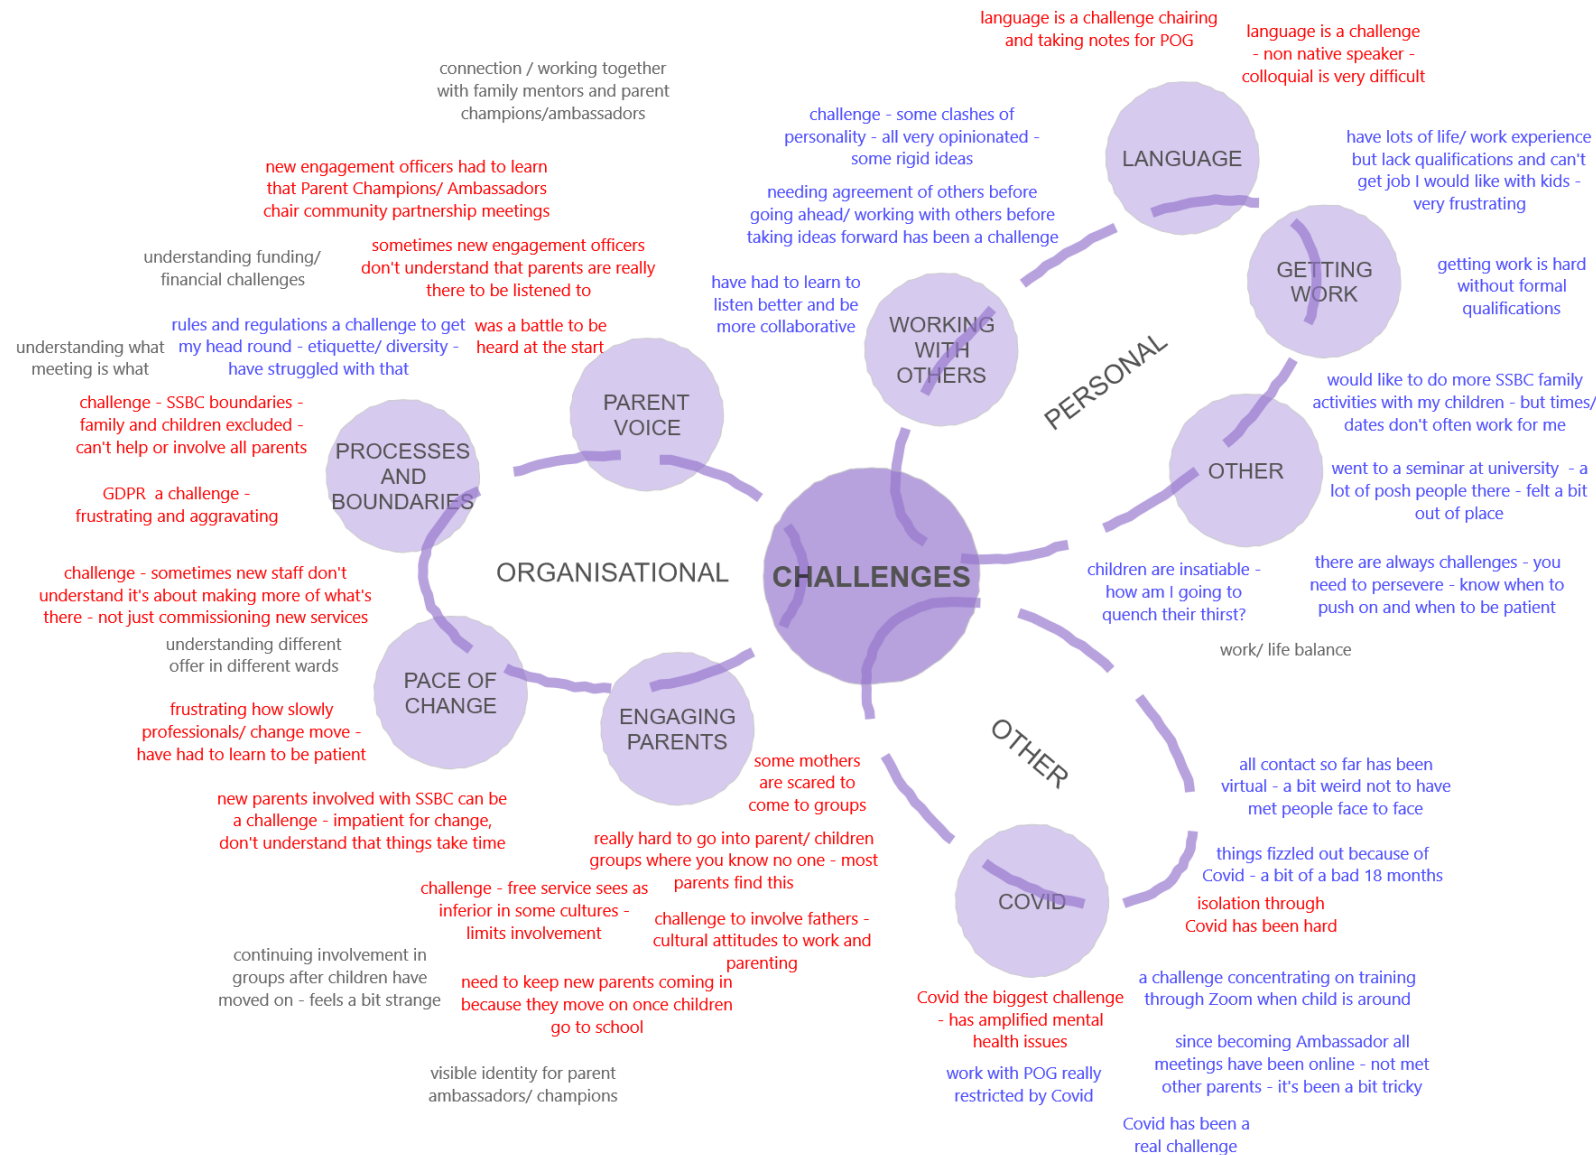 language is a challenge chairing
and taking notes for POG
language is a challenge
- non native speaker -
colloquial is very difficult
connection / working together
with family mentors and parent
champions/ambassadors
challenge - some clashes of
personality - all very opinionated -
some rigid ideas
LANGUAGE
have lots of life/ work experience
but lack qualifications and can't
get job I would like with kids -
very frustrating
new engagement officers had to learn
that Parent Champions/ Ambassadors
chair community partnership meetings
needing agreement of others before
going ahead/ working with others before
taking ideas forward has been a challenge
understanding funding/
financial challenges
sometimes new engagement officers
don't understand that parents are really
there to be listened to
have had to learn to
listen better and be
more collaborative
GETTING
WORK
getting work is hard
without formal
qualifications
understanding what
meeting is what
rules and regulations a challenge to get
my head round - etiquette/ diversity -
have struggled with that
was a battle to be
heard at the start
WORKING
WITH
OTHERS
PERSONAL
would like to do more SSBC family
activities with my children - but times/
dates don't often work for me
challenge - SSBC boundaries -
family and children excluded -
can't help or involve all parents
PARENT
VOICE
PROCESSES
AND
BOUNDARIES
OTHER
went to a seminar at university - a
lot of posh people there - felt a bit
out of place
GDPR a challenge -
frustrating and aggravating
ORGANISATIONAL
CHALLENGES
children are insatiable -
how am I going to
quench their thirst?
there are always challenges - you
need to persevere - know when to
push on and when to be patient
challenge - sometimes new staff don't
understand it's about making more of what's
there - not just commissioning new services
understanding different
offer in different wards
work/ life balance
PACE OF
CHANGE
ENGAGING
PARENTS
OTHER
frustrating how slowly
professionals/ change move -
have had to learn to be patient
some mothers
are scared to
come to groups
all contact so far has been
virtual - a bit weird not to have
met people face to face
new parents involved with SSBC can be
a challenge - impatient for change,
don't understand that things take time
really hard to go into parent/ children
groups where you know no one - most
parents find this
things fizzled out because of
Covid - a bit of a bad 18 months
challenge - free service sees as
inferior in some cultures -
limits involvement
challenge to involve fathers -
cultural attitudes to work and
parenting
COVID
isolation through
Covid has been hard
continuing involvement in
groups after children have
moved on - feels a bit strange
need to keep new parents coming in
because they move on once children
go to school
Covid the biggest challenge
- has amplified mental
health issues
a challenge concentrating on training
through Zoom when child is around
visible identity for parent
ambassadors/ champions
work with POG really
restricted by Covid
since becoming Ambassador all
meetings have been online - not met
other parents - it's been a bit tricky
Covid has been a
real challenge